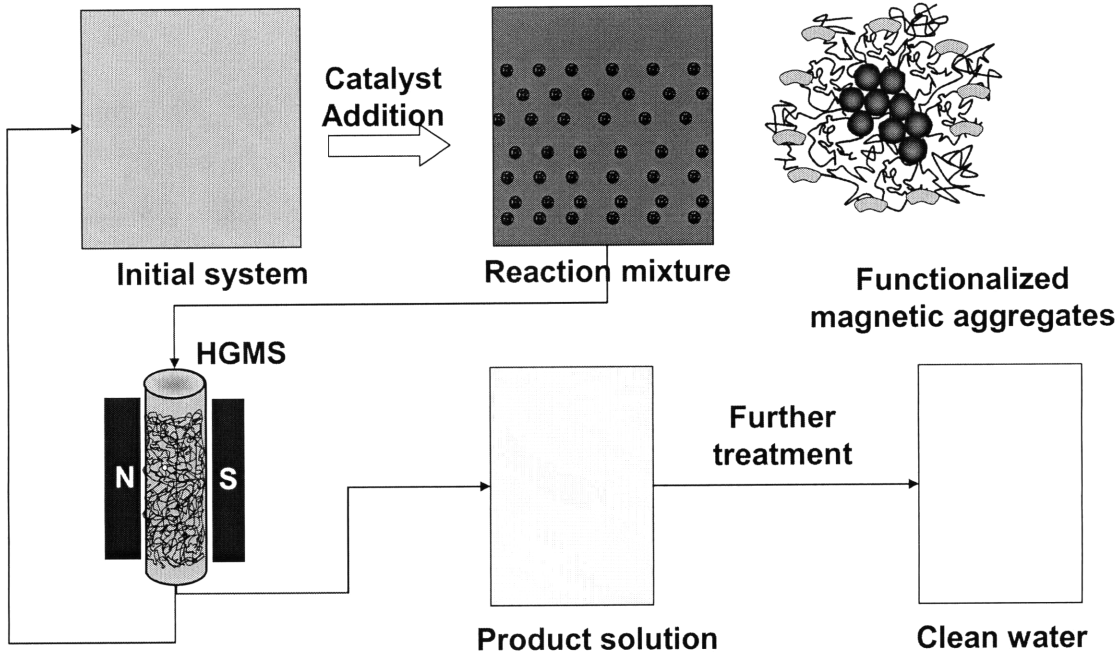 Catalyst
Addition
Initial system
Reaction mixture
Functionalized
magnetic aggregates
HGMS
N
S
Further
treatment
Product solution
Clean water